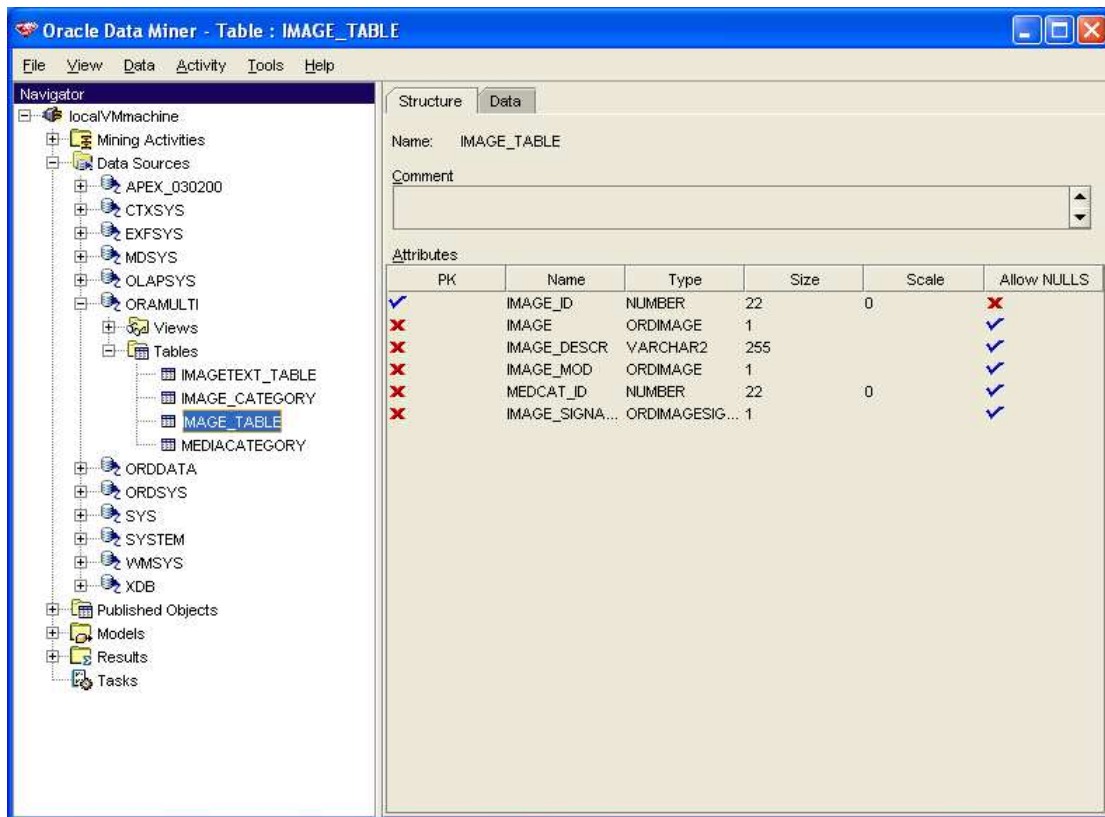 Oracle Data Miner - Table : IMAGE_TABLE
File View Data Activity Tools Help
Navigator
localVMmachine
Mining Activities
Data Sources
APEX_030200
CTXSYS
EXFSYS
MDSYS
OLAPSYS
ORAMULTI
Views
Tables
IMAGETEXT_TABLE
IMAGE_CATEGORY
IMAGE_TABLE
MEDIACATEGORY
ORDDATA
ORDSYS
SYS
SYSTEM
WMSYS
XDB
Published Objects
Models
Results
Tasks
Structure Data
Name: IMAGE_TABLE
Comment
Attributes
PK Name Type Size Scale Allow NULLS
IMAGE_ID NUMBER 22 0
IMAGE ORDIMAGE 1
IMAGE_DESCR VARCHAR2 255
IMAGE_MOD ORDIMAGE 1
MEDCAT_ID NUMBER 22 0
IMAGE_SIGNA... ORDIMAGESIG... 1